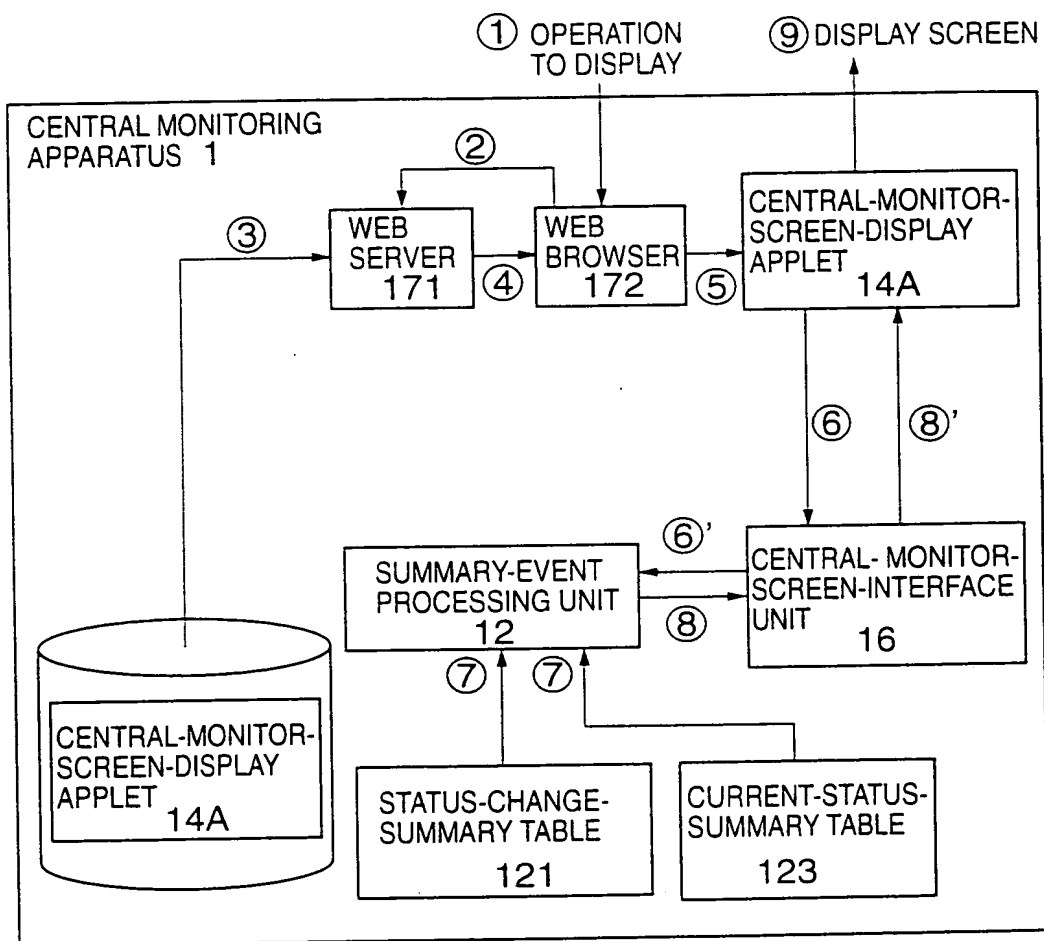 ① OPERATION
TO DISPLAY
⑨ DISPLAY SCREEN
CENTRAL MONITORING
APPARATUS 1
②
③
WEB
SERVER
171
④
WEB
BROWSER
172
⑤
CENTRAL-MONITOR-
SCREEN-DISPLAY
APPLET
14A
⑥
⑧'
⑥'
SUMMARY-EVENT
PROCESSING UNIT
12
⑧
CENTRAL- MONITOR-
SCREEN-INTERFACE
UNIT
16
⑦
⑦
CENTRAL-MONITOR-
SCREEN-DISPLAY
APPLET
14A
STATUS-CHANGE-
SUMMARY TABLE
121
CURRENT-STATUS-
SUMMARY TABLE
123